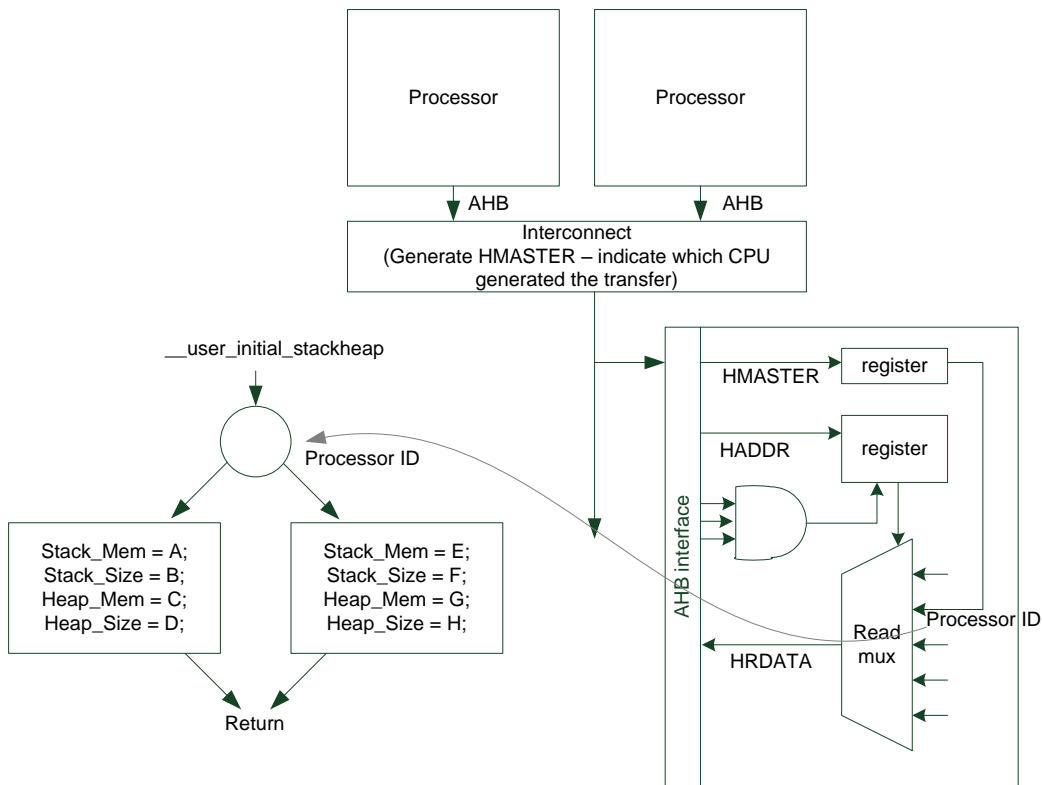 Processor
Processor
AHB
AHB
Interconnect
(Generate HMASTER – indicate which CPU
generated the transfer)
__user_initial_stackheap
Processor ID
Stack_Mem = A;
Stack_Size = B;
Heap_Mem = C;
Heap_Size = D;
Stack_Mem = E;
Stack_Size = F;
Heap_Mem = G;
Heap_Size = H;
Return
AHB interface
HMASTER
register
HADDR
register
Processor ID
Read
mux
HRDATA